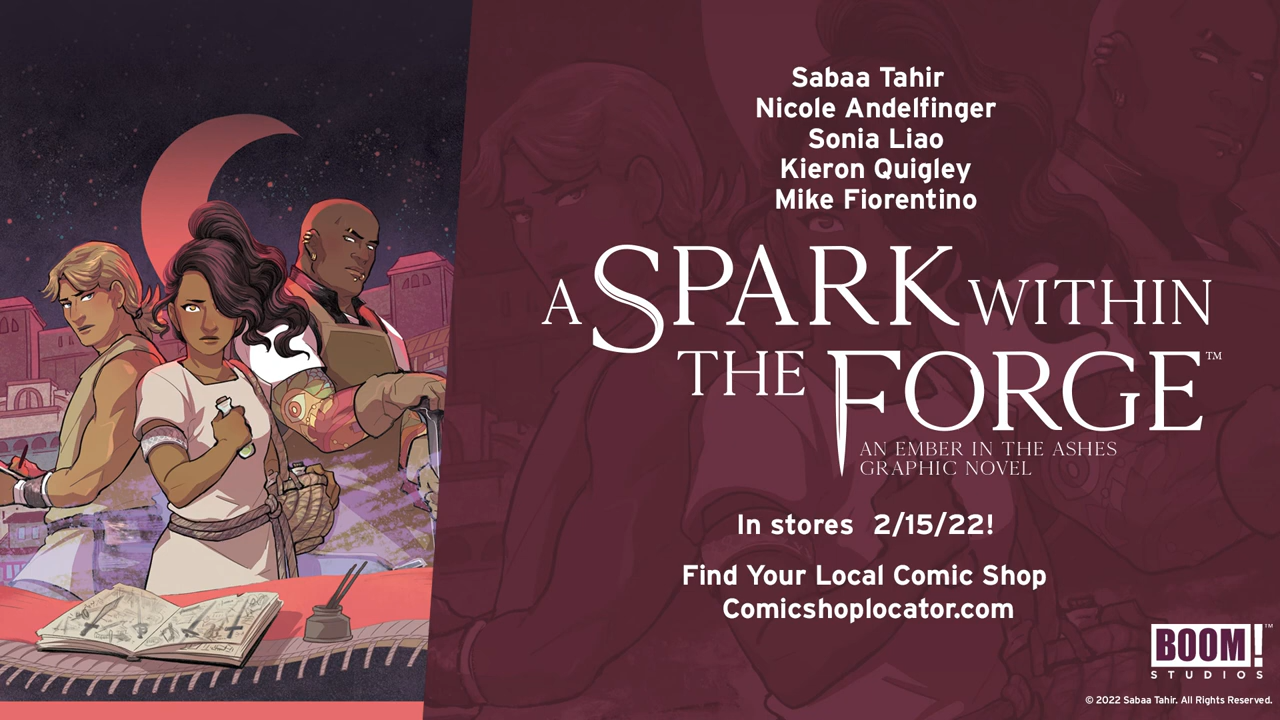 Sabaa Tahir
Nicole Andelfinger
Sonia Liao
Kieron Quigley
Mike Fiorentino
A SPARK WITHIN
THE FORGE™
AN EMBER IN THE ASHES
GRAPHIC NOVEL
In stores 2/15/22!
Find Your Local Comic Shop
Comicshoplocator.com
BOOM!™
STUDIOS
© 2022 Sabaa Tahir. All Rights Reserved.